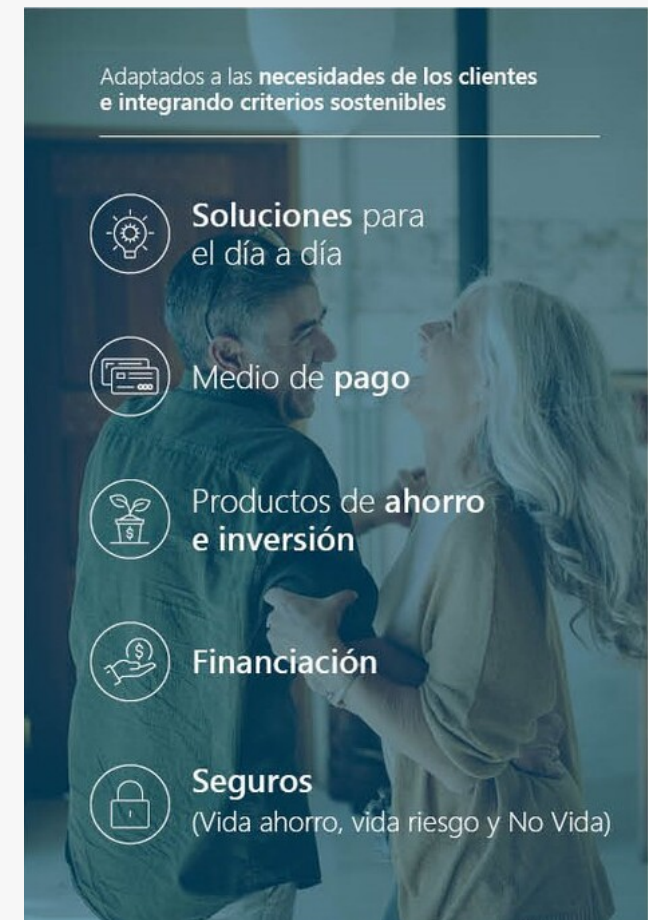 Adaptados a las necesidades de los clientes
e integrando criterios sostenibles
Soluciones para
el día a día
Medio de pago
Productos de ahorro
e inversión
$
Financiación
$
Seguros
(Vida ahorro, vida riesgo y No Vida)